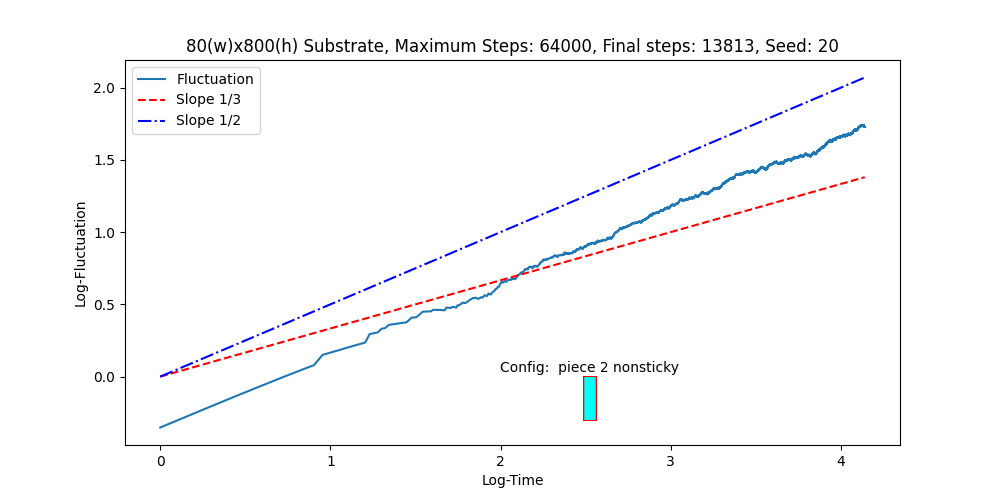 80(w)x800(h) Substrate, Maximum Steps: 64000, Final steps: 13813, Seed: 20
Fluctuation
Slope 1/3
Slope 1/2
2.0
1.5
1.0
0.5
0.0
Log-Fluctuation
Config:  piece 2 nonsticky
0 1 2 3 4
Log-Time